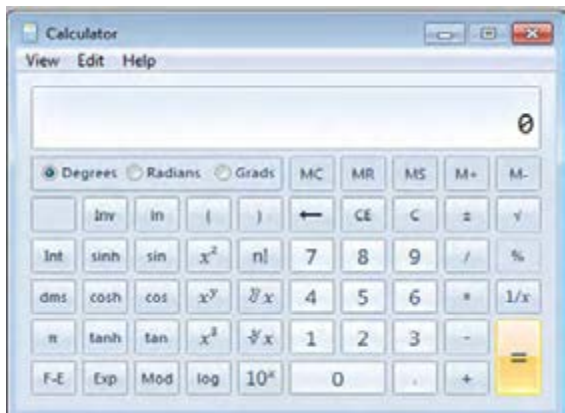 Calculator
View Edit Help
0
Degrees Radians Grads MC MR MS M+ M-
Inv ln ( ) ← CE C ± √
Int sinh sin x² n! 7 8 9 / %
dms cosh cos xʸ ʸ√x 4 5 6 * 1/x
π tanh tan x³ ³√x 1 2 3 - =
F-E Exp Mod log 10ˣ 0 . +